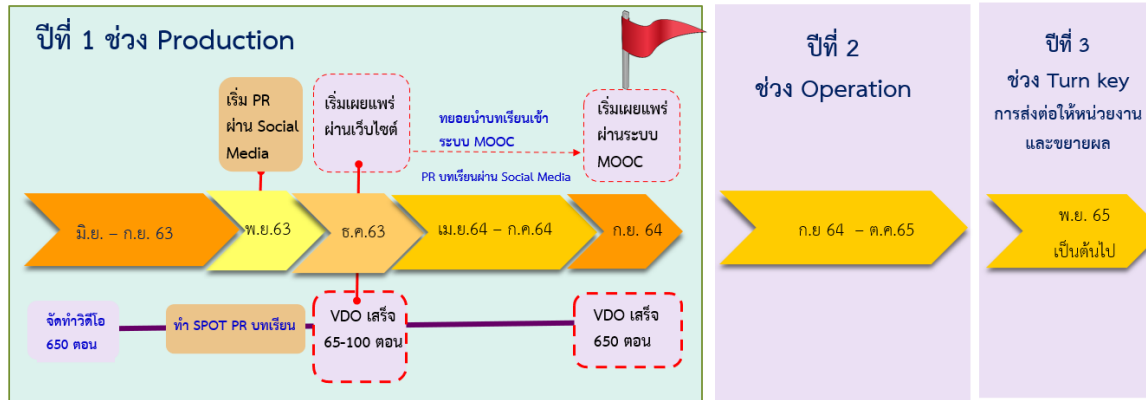 ปีที่ 1 ช่วง Production
เริ่ม PR
ผ่าน Social
Media
เริ่มเผยแพร่
ผ่านเว็บไซต์
ทยอยนำบทเรียนเข้า
ระบบ MOOC
PR บทเรียนผ่าน Social Media
เริ่มเผยแพร่
ผ่านระบบ
MOOC
มิ.ย. – ก.ย. 63
พ.ย.63
ธ.ค.63
เม.ย.64 – ก.ค.64
ก.ย. 64
จัดทำวิดีโอ
650 ตอน
ทำ SPOT PR บทเรียน
VDO เสร็จ
65-100 ตอน
VDO เสร็จ
650 ตอน
ปีที่ 2
ช่วง Operation
ก.ย 64 – ต.ค.65
ปีที่ 3
ช่วง Turn key
การส่งต่อให้หน่วยงาน
และขยายผล
พ.ย. 65
เป็นต้นไป